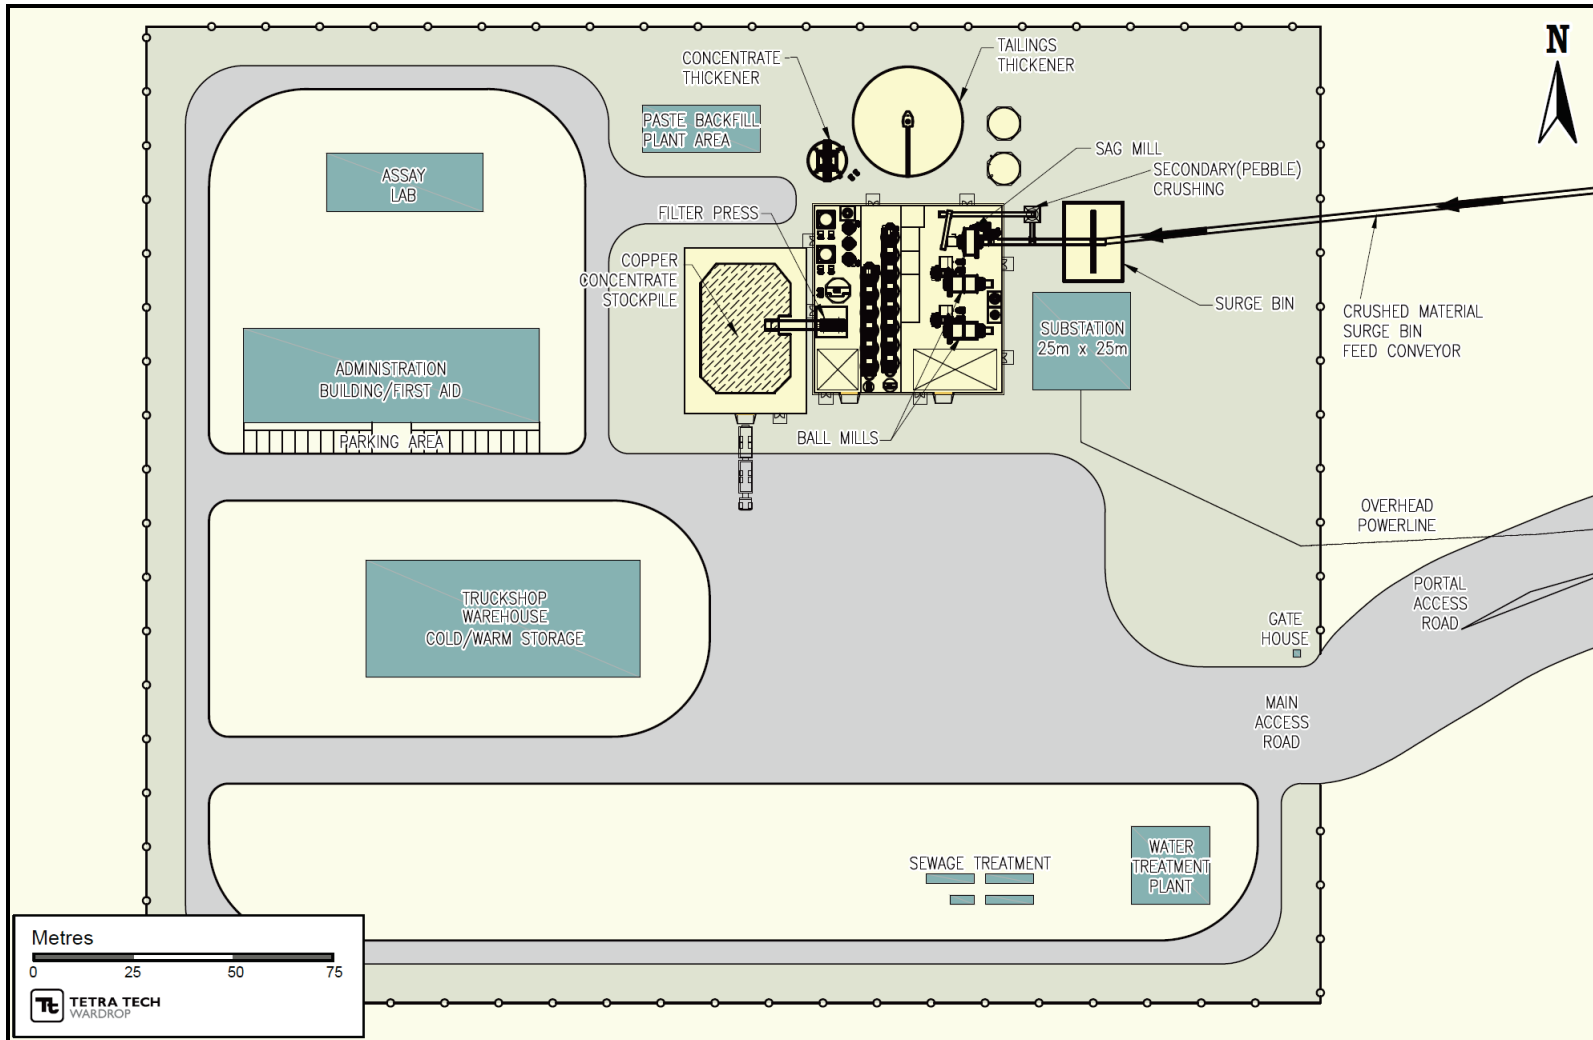 N
CONCENTRATE
THICKENER
TAILINGS
THICKENER
PASTE BACKFILL
PLANT AREA
SAG MILL
SECONDARY(PEBBLE)
CRUSHING
ASSAY
LAB
FILTER PRESS
COPPER
CONCENTRATE
STOCKPILE
SURGE BIN
CRUSHED MATERIAL
SURGE BIN
FEED CONVEYOR
SUBSTATION
25m x 25m
ADMINISTRATION
BUILDING/FIRST AID
PARKING AREA
BALL MILLS
OVERHEAD
POWERLINE
PORTAL
ACCESS
ROAD
TRUCKSHOP
WAREHOUSE
COLD/WARM STORAGE
GATE
HOUSE
MAIN
ACCESS
ROAD
SEWAGE TREATMENT
WATER
TREATMENT
PLANT
Metres
0 25 50 75
Tt TETRA TECH
WARDROP